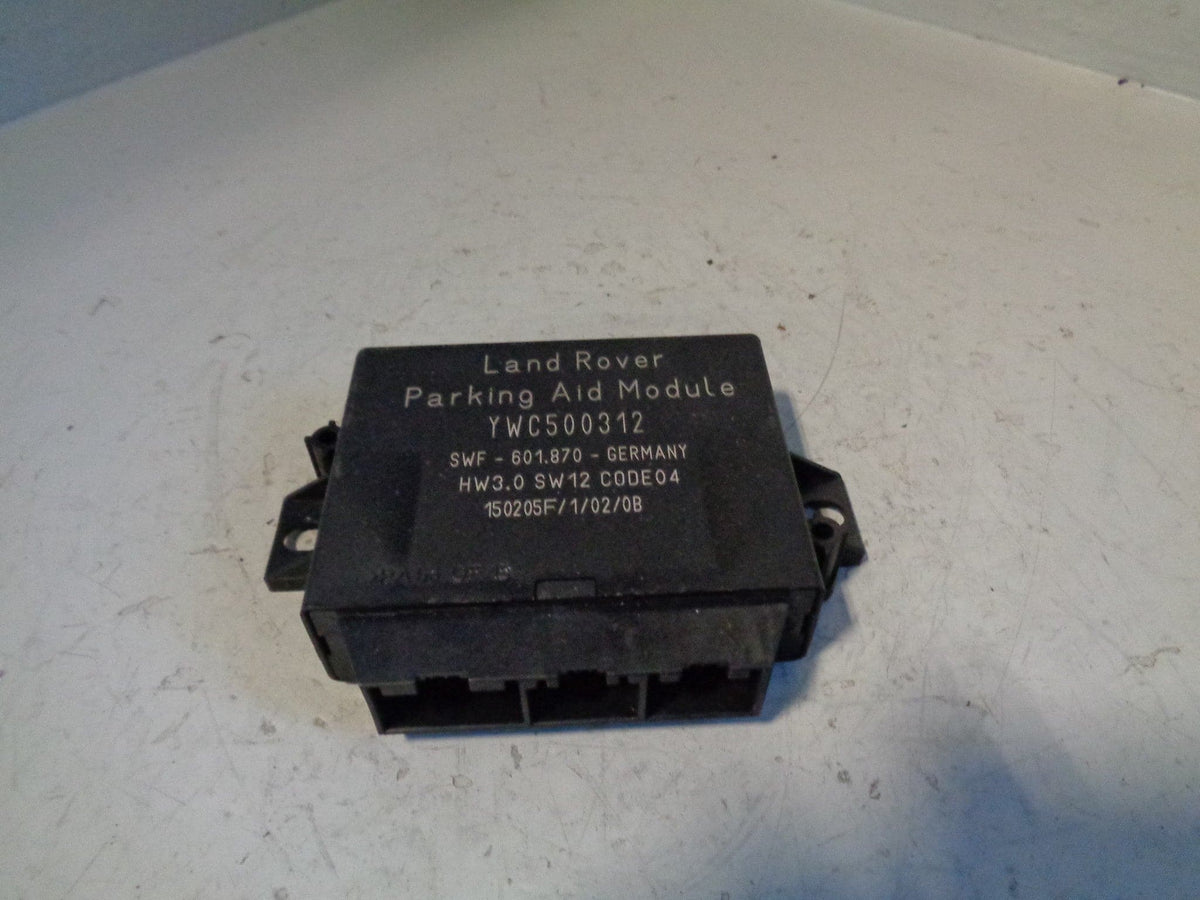 Land Rover
Parking Aid Module
YWC500312
SWF - 601.870 - GERMANY
HW3.0 SW12 CODE04
150205F/1/02/0B